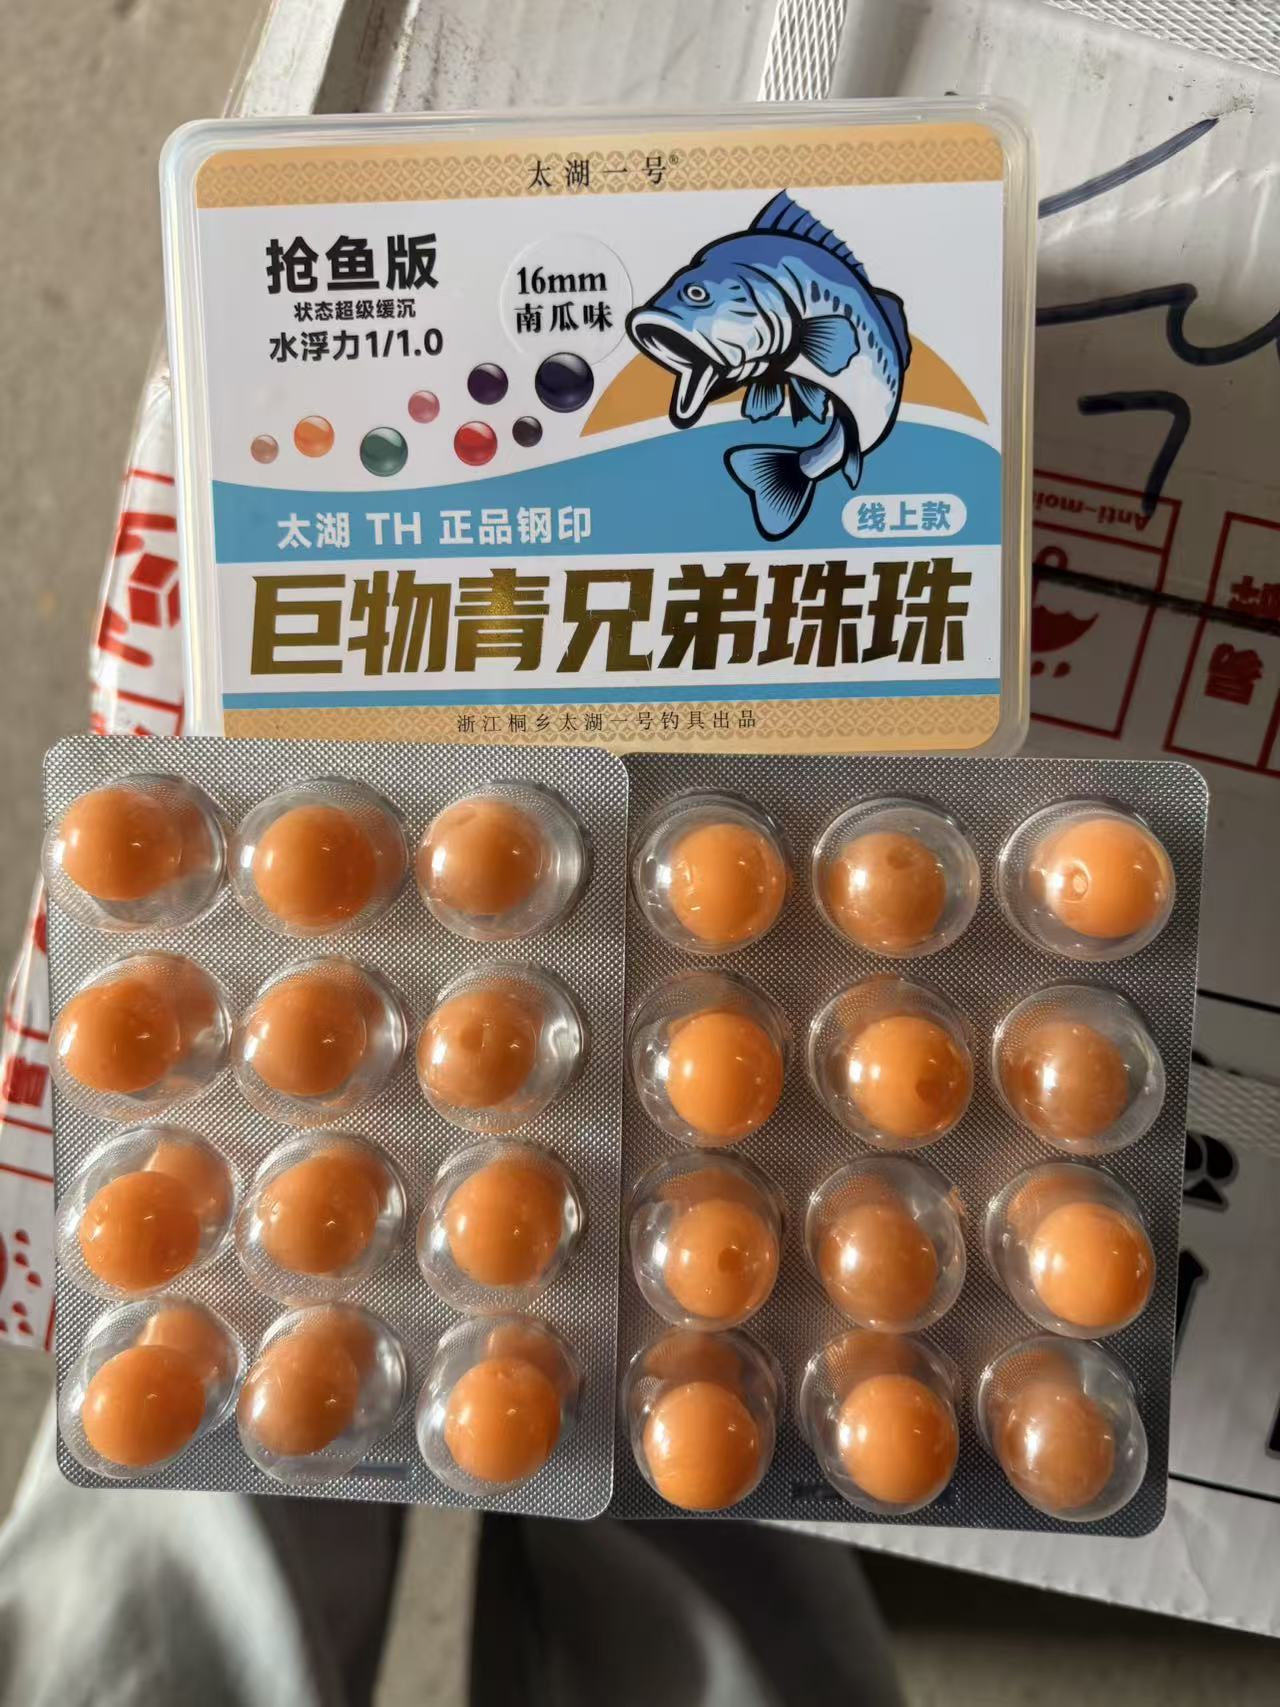 太湖一号®
抢鱼版
状态超级缓沉
水浮力1/1.0
16mm
南瓜味
太湖 TH 正品钢印
线上款
巨物青兄弟珠珠
浙江桐乡太湖一号钓具出品
Anti-moi